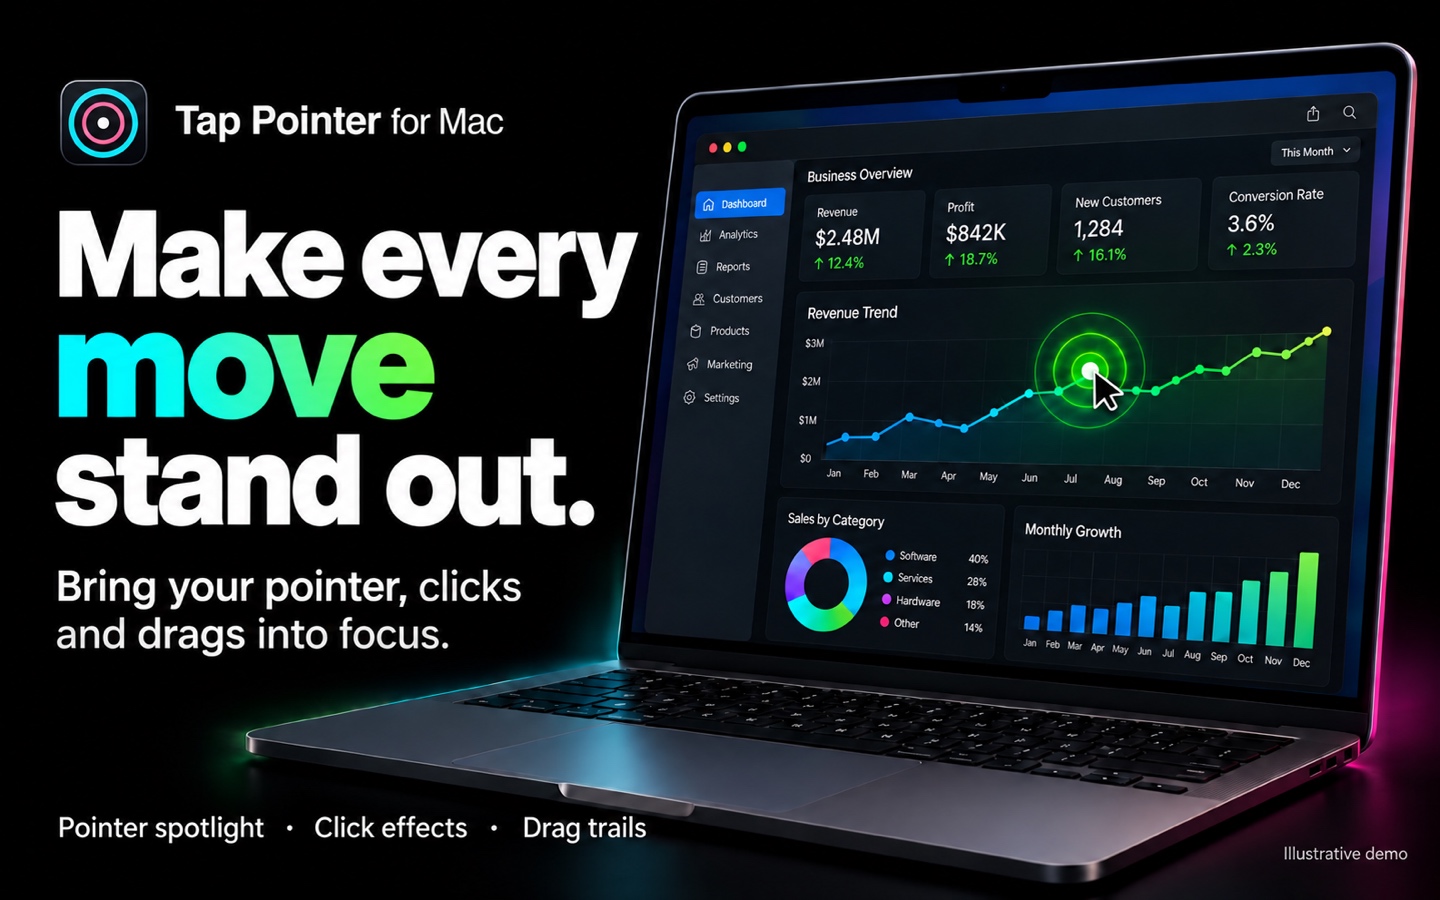 Tap Pointer for Mac
Make every
move
stand out.
Bring your pointer, clicks
and drags into focus.
Pointer spotlight • Click effects • Drag trails
This Month
Dashboard
Analytics
Reports
Customers
Products
Marketing
Settings
Business Overview
Revenue
$2.48M
↑ 12.4%
Profit
$842K
↑ 18.7%
New Customers
1,284
↑ 16.1%
Conversion Rate
3.6%
↑ 2.3%
Revenue Trend
$3M
$2M
$1M
$0
Jan Feb Mar Apr May Jun Jul Aug Sep Oct Nov Dec
Sales by Category
Software 40%
Services 28%
Hardware 18%
Other 14%
Monthly Growth
Jan Feb Mar Apr May Jun Jul Aug Sep Oct Nov Dec
Illustrative demo